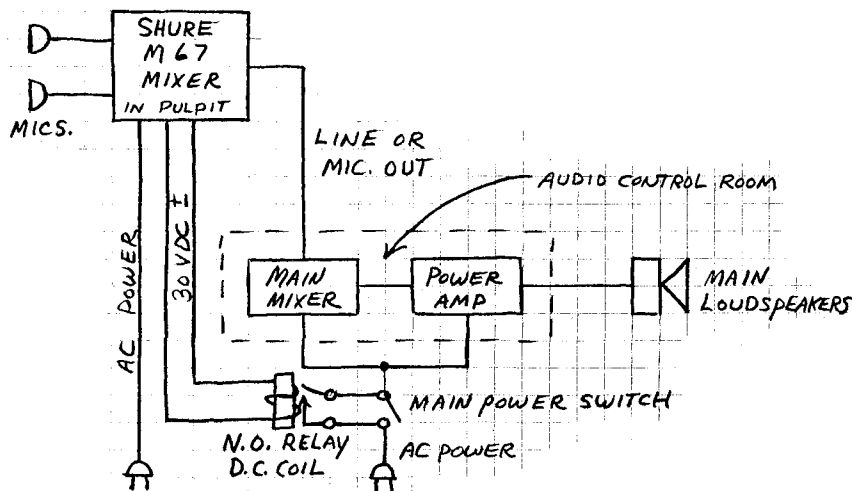 SHURE
M 67
MIXER
IN PULPIT
MICS.
LINE OR
MIC. OUT
AUDIO CONTROL ROOM
AC POWER
30 VDC ±
MAIN
MIXER
POWER
AMP
MAIN
LOUDSPEAKERS
MAIN POWER SWITCH
N.O. RELAY
D.C. COIL
AC POWER